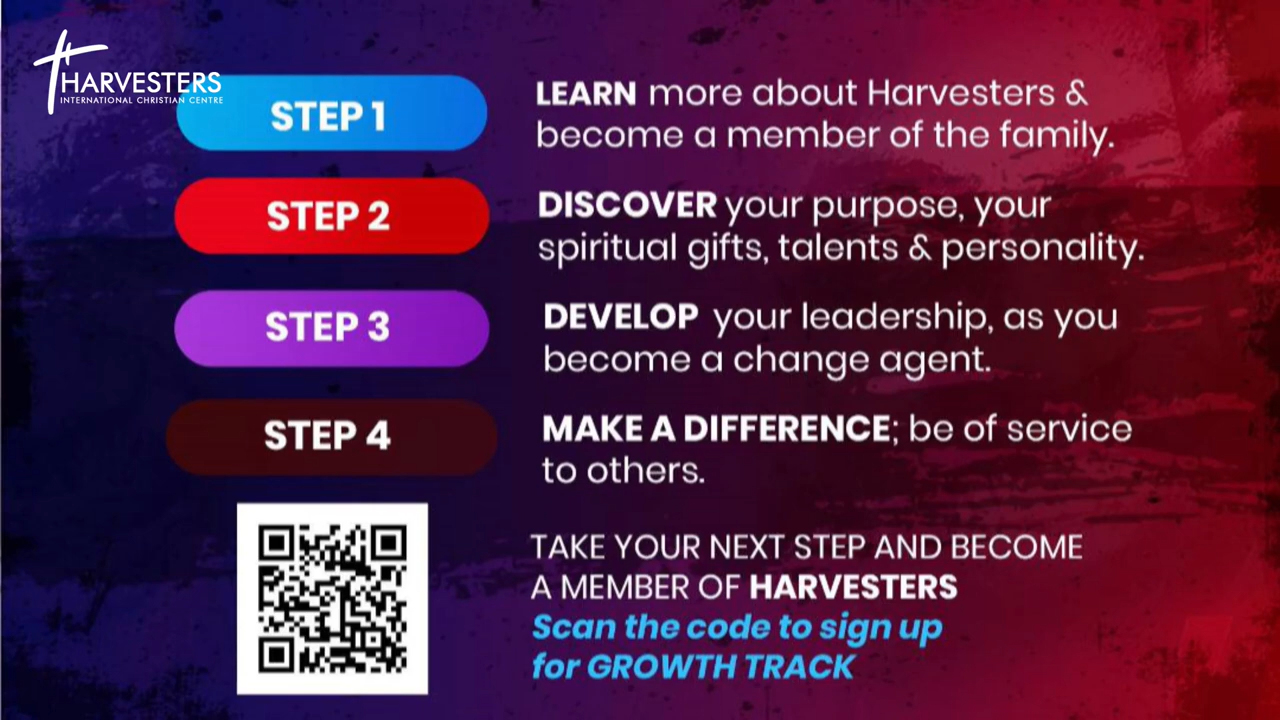 HARVESTERS
INTERNATIONAL CHRISTIAN CENTRE
STEP 1
LEARN more about Harvesters &
become a member of the family.
STEP 2
DISCOVER your purpose, your
spiritual gifts, talents & personality.
STEP 3
DEVELOP your leadership, as you
become a change agent.
STEP 4
MAKE A DIFFERENCE; be of service
to others.
TAKE YOUR NEXT STEP AND BECOME
A MEMBER OF HARVESTERS
Scan the code to sign up
for GROWTH TRACK